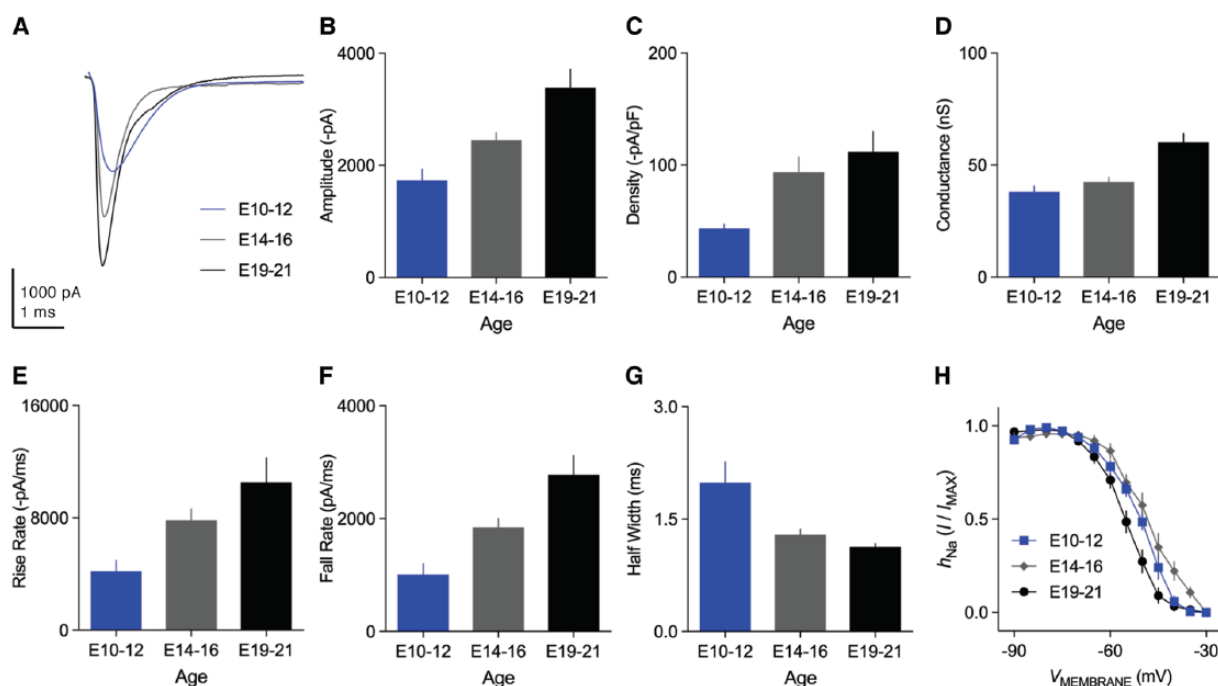 A
E10-12
E14-16
E19-21
1000 pA
1 ms
B
Amplitude (-pA)
4000
2000
0
E10-12 E14-16 E19-21
Age
C
Density (-pA/pF)
200
100
0
E10-12 E14-16 E19-21
Age
D
Conductance (nS)
100
50
0
E10-12 E14-16 E19-21
Age
E
Rise Rate (-pA/ms)
16000
8000
0
E10-12 E14-16 E19-21
Age
F
Fall Rate (pA/ms)
4000
2000
0
E10-12 E14-16 E19-21
Age
G
Half Width (ms)
3.0
1.5
0.0
E10-12 E14-16 E19-21
Age
H
hNa (I / IMAX)
1.0
0.5
0.0
E10-12
E14-16
E19-21
-90 -60 -30
VMEMBRANE (mV)